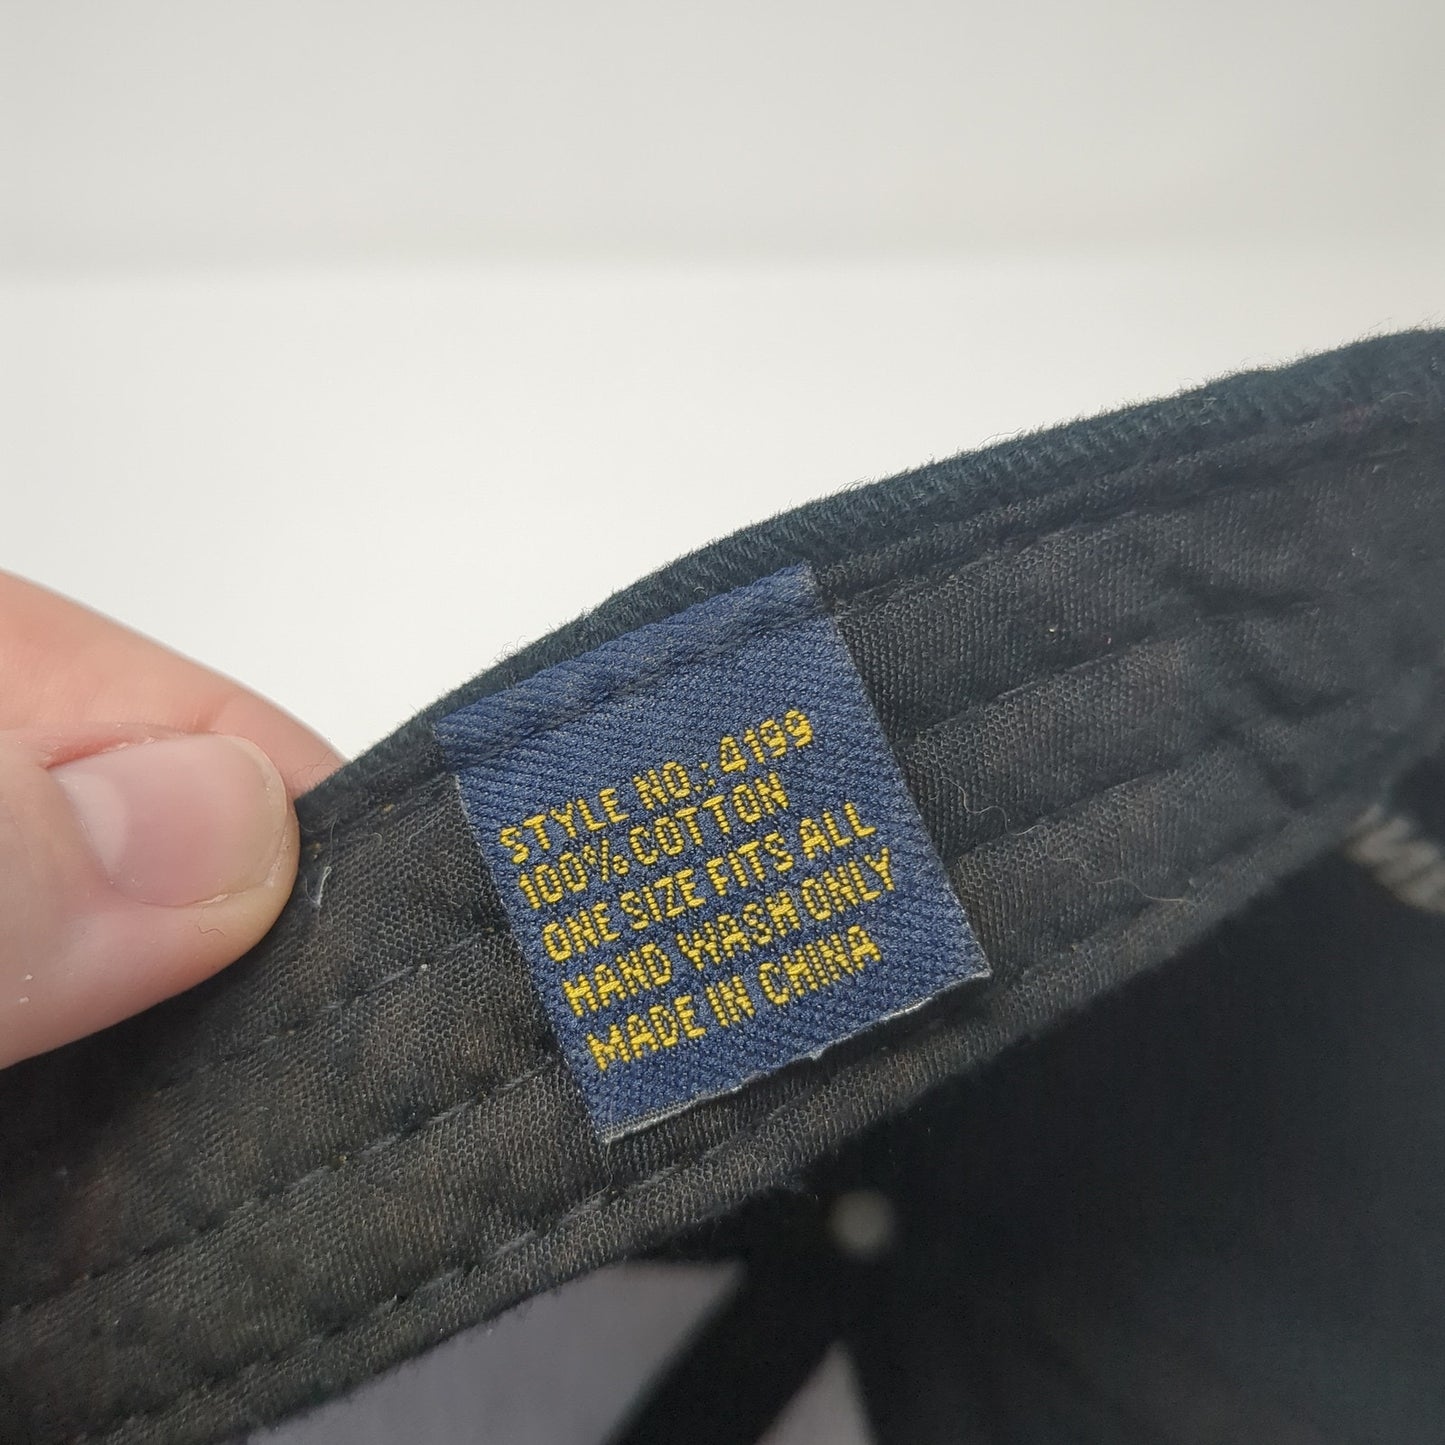 STYLE NO.: 4199
100% COTTON
ONE SIZE FITS ALL
HAND WASH ONLY
MADE IN CHINA